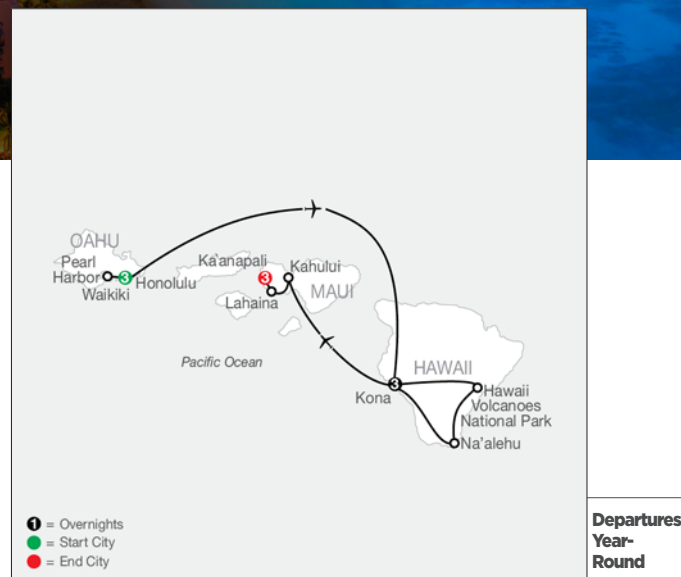 OAHU
Pearl
Harbor
3
Waikiki
Honolulu
Ka'anapali
3
Kahului
Lahaina
MAUI
Pacific Ocean
HAWAII
3
Kona
Hawaii
Volcanoes
National Park
Na'alehu
1 = Overnights
= Start City
= End City
Departures
Year-
Round